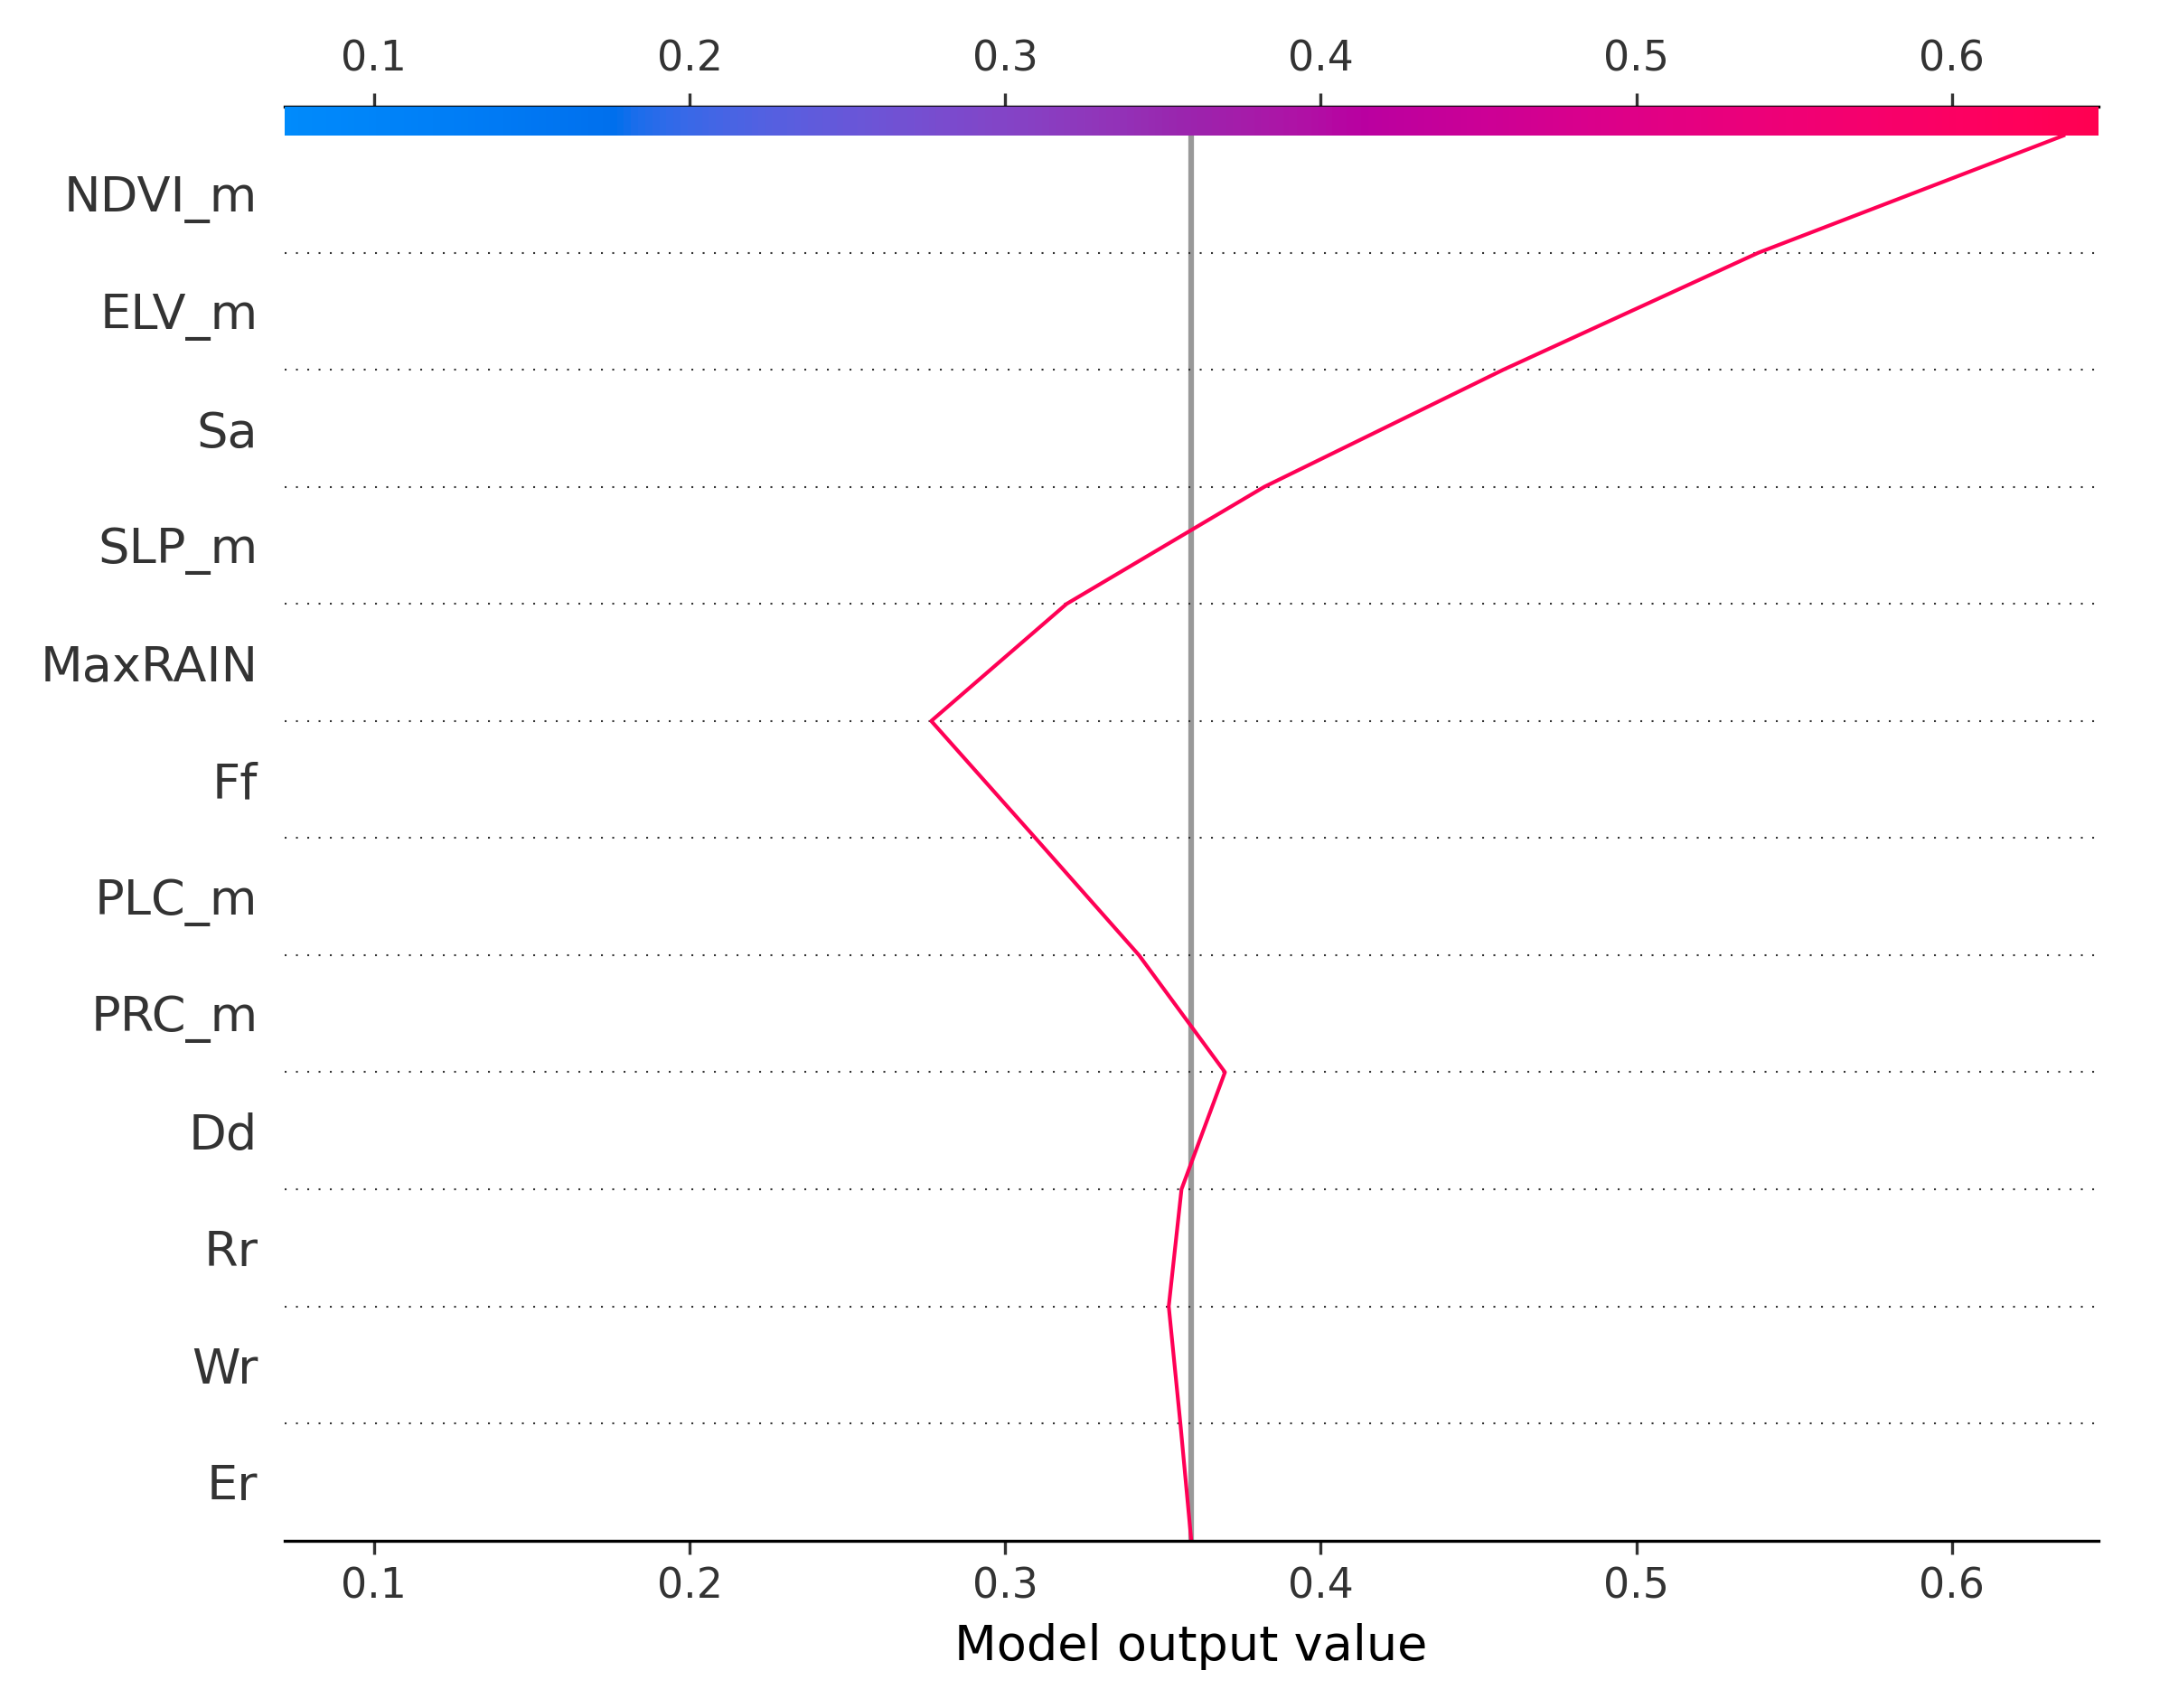 0.1 0.2 0.3 0.4 0.5 0.6
NDVI_m
ELV_m
Sa
SLP_m
MaxRAIN
Ff
PLC_m
PRC_m
Dd
Rr
Wr
Er
0.1 0.2 0.3 0.4 0.5 0.6
Model output value